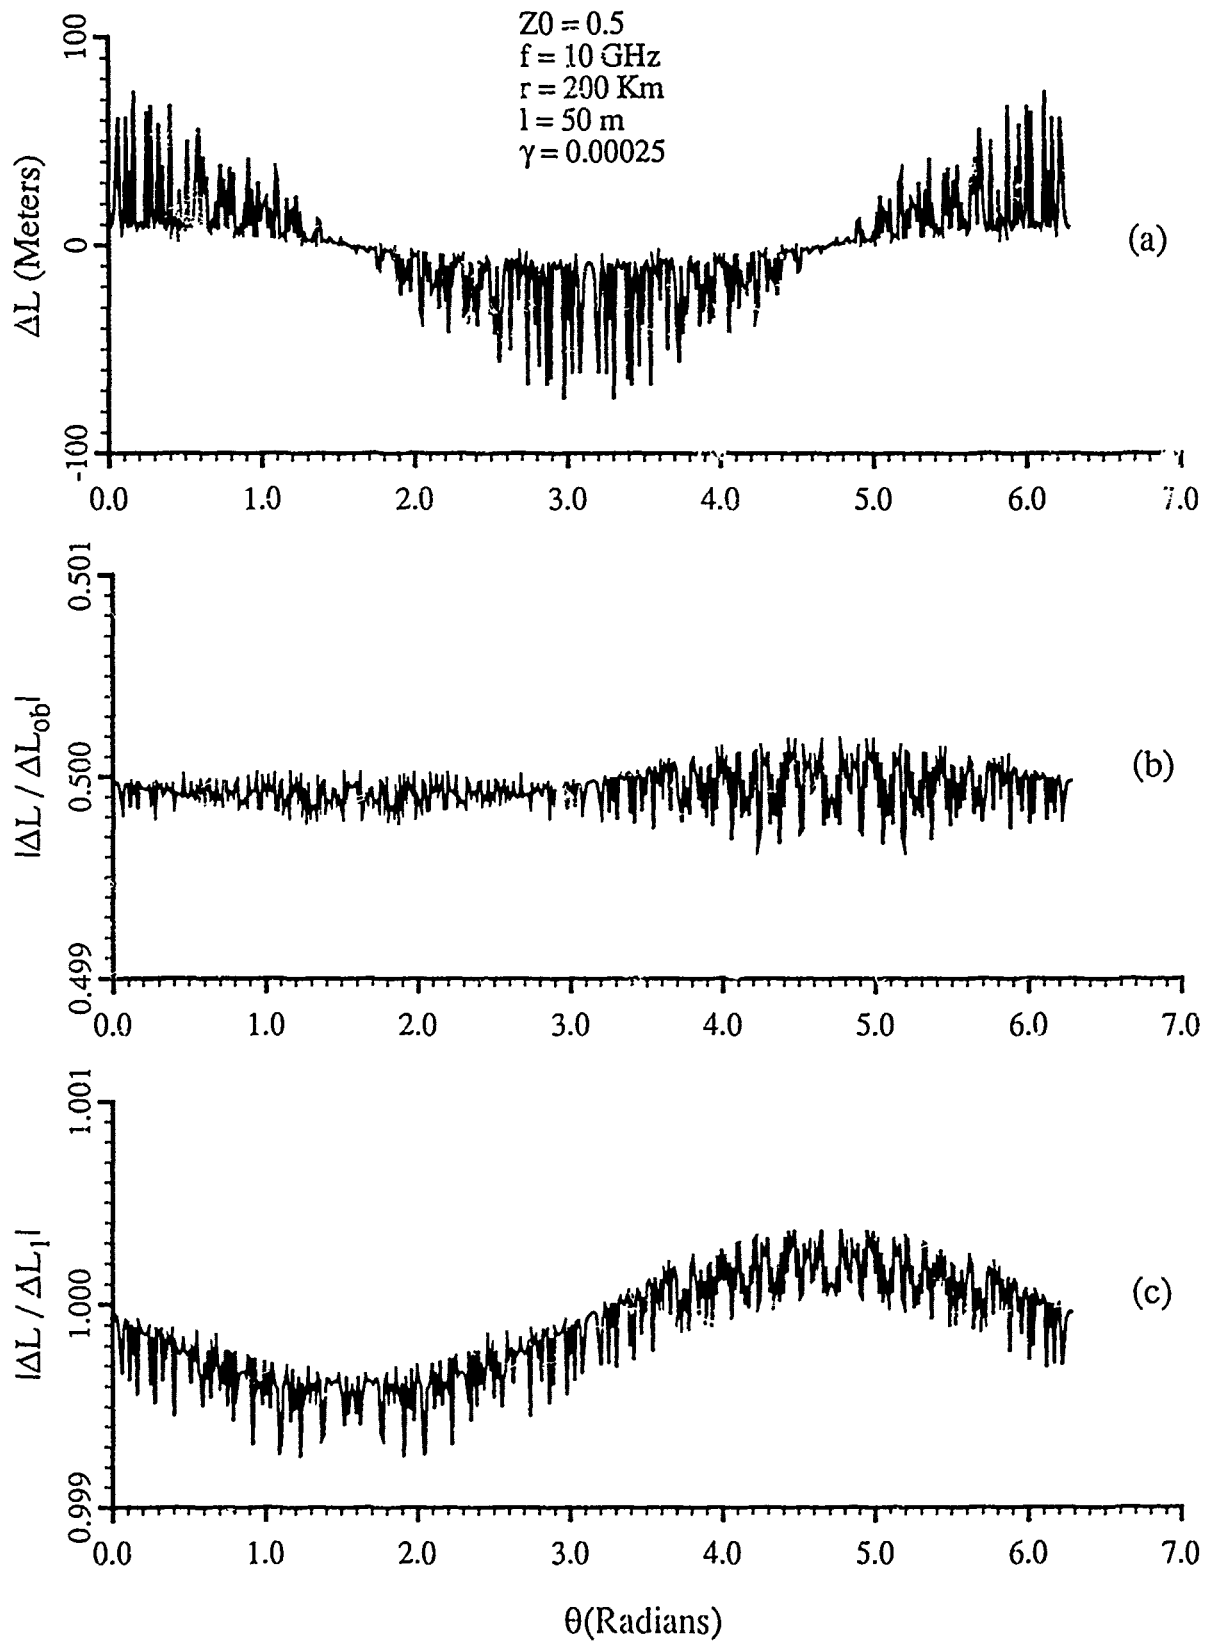 Z0 = 0.5
f = 10 GHz
r = 200 Km
l = 50 m
γ = 0.00025
100
0
-100
ΔL (Meters)
(a)
0.0 1.0 2.0 3.0 4.0 5.0 6.0 7.0
0.501
0.500
0.499
|ΔL / ΔL_ob|
(b)
0.0 1.0 2.0 3.0 4.0 5.0 6.0 7.0
1.001
1.000
0.999
|ΔL / ΔL_l|
(c)
0.0 1.0 2.0 3.0 4.0 5.0 6.0 7.0
θ(Radians)